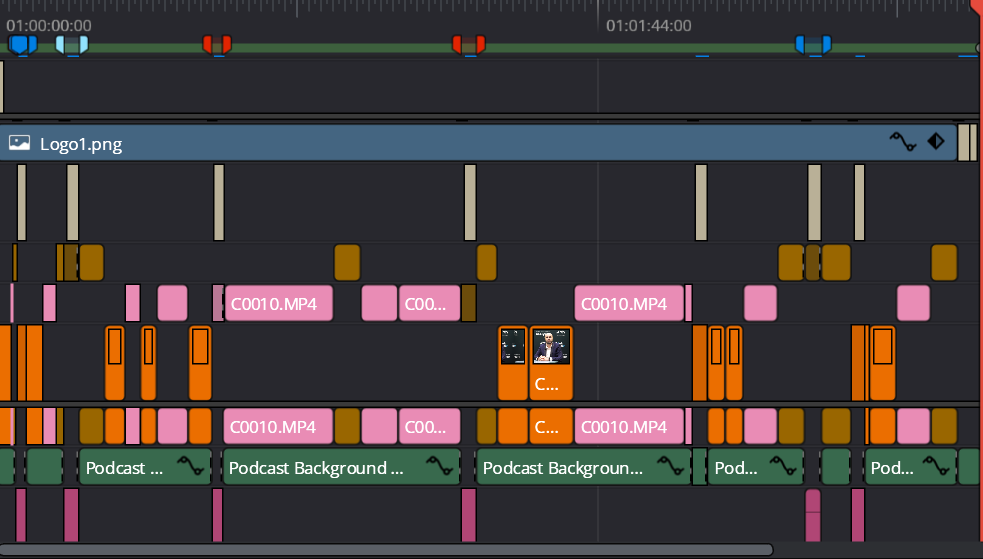 01:00:00:00
01:01:44:00
Logo1.png
C0010.MP4
C00...
C0010.MP4
C...
C0010.MP4
C00...
C...
C0010.MP4
Podcast ...
Podcast Background ...
Podcast Backgroun...
Pod...
Pod...